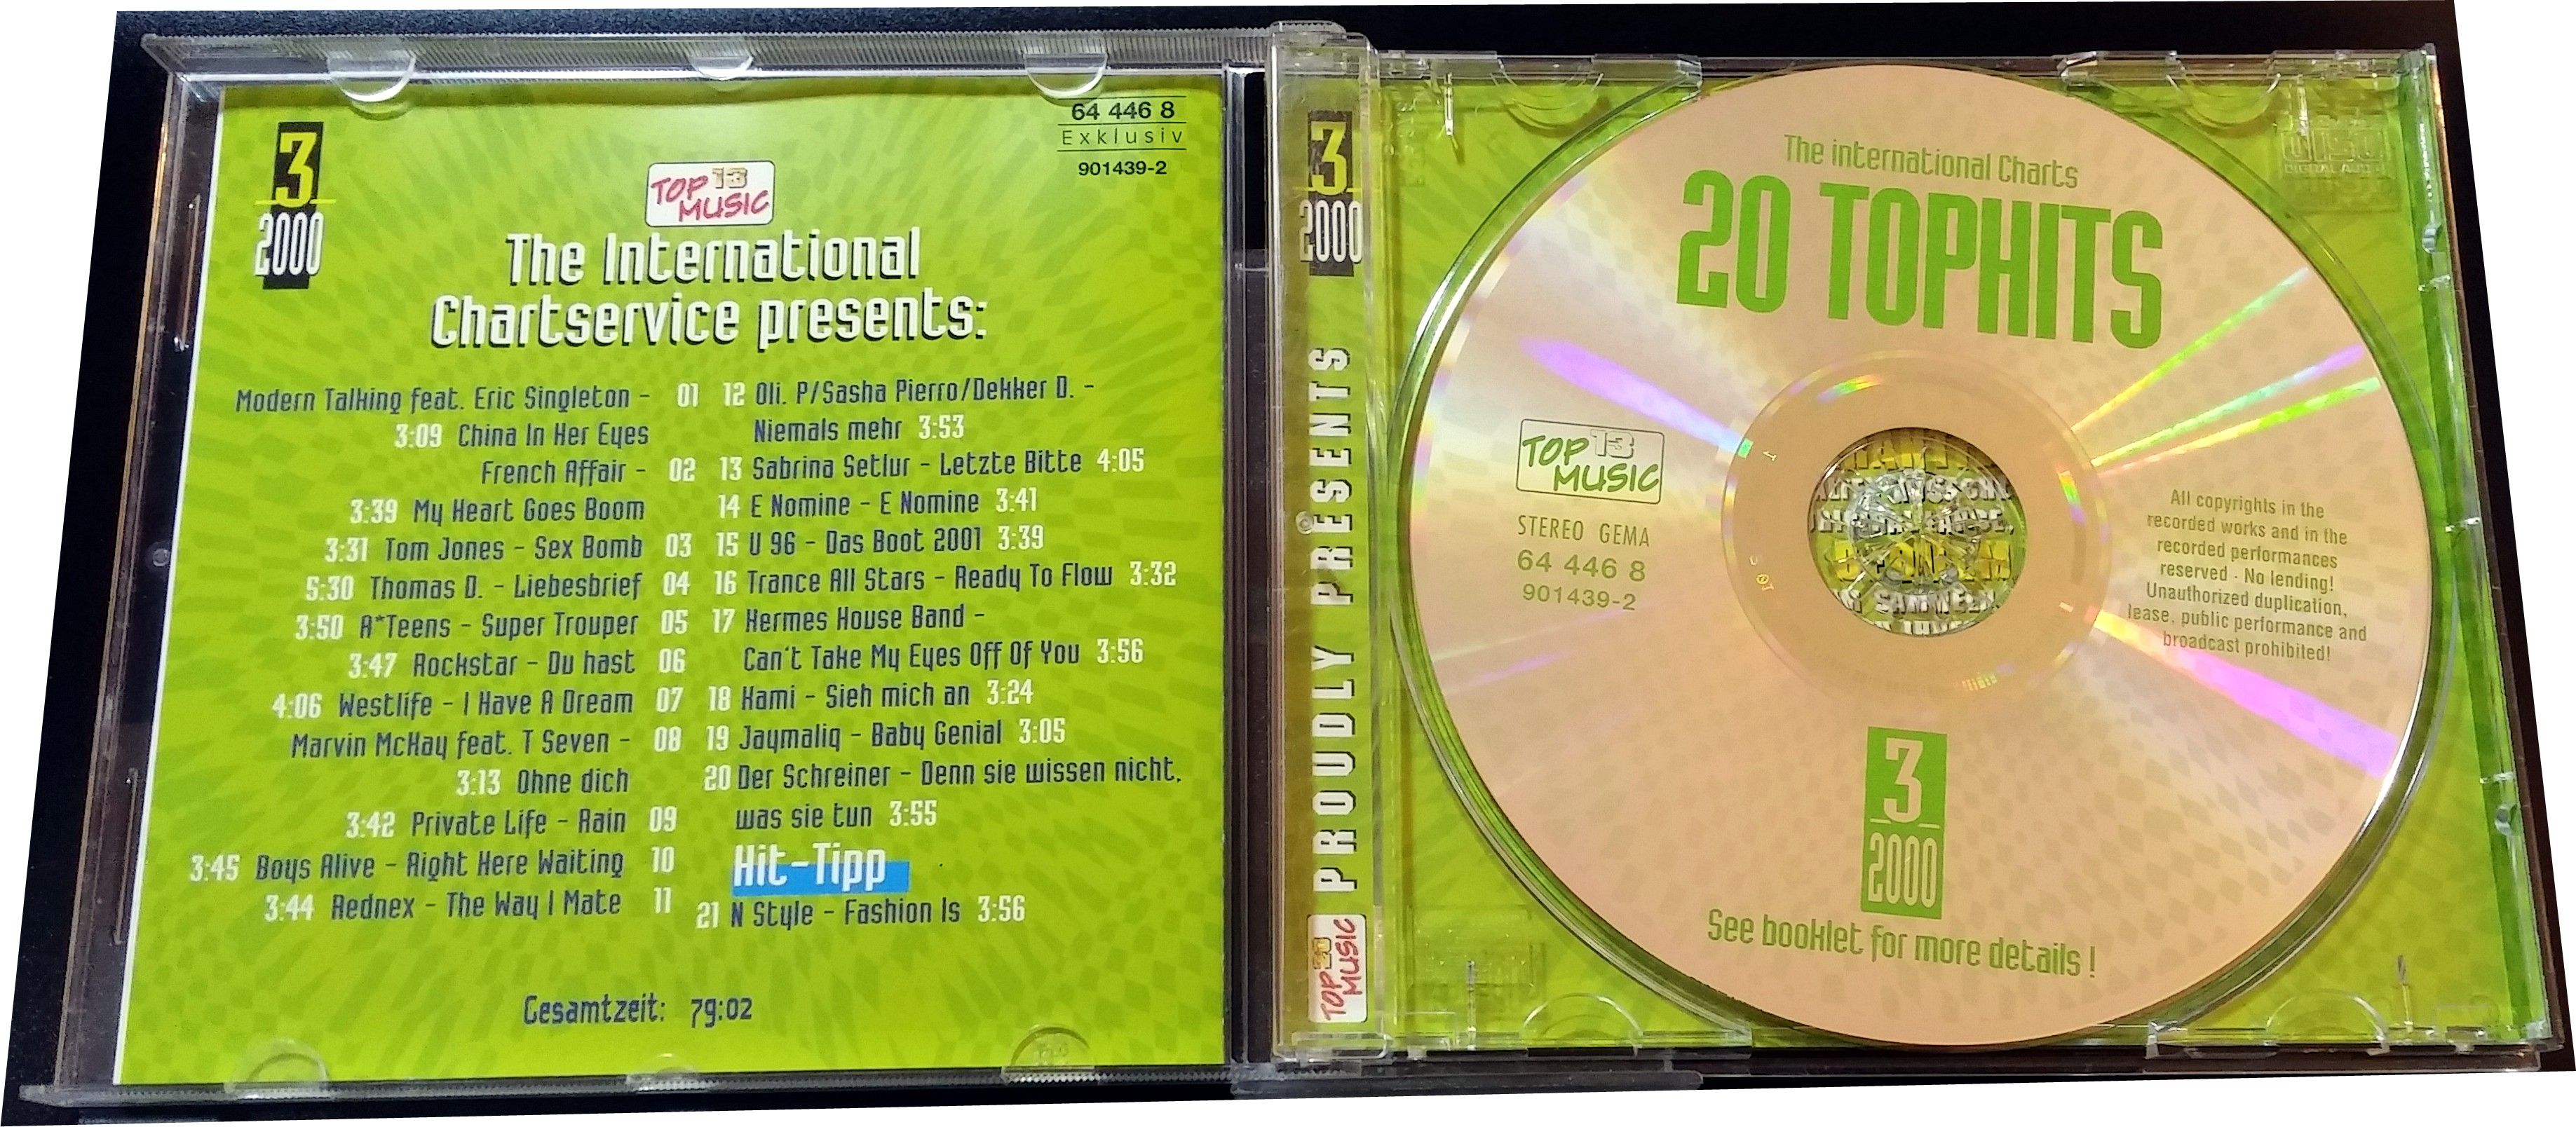 3
2000
64 446 8
Exklusiv
901439-2
TOP 13
MUSIC
The International
Chartservice presents:
Modern Talking feat. Eric Singleton - 01
3:09 China In Her Eyes
French Affair - 02
3:39 My Heart Goes Boom
3:31 Tom Jones - Sex Bomb 03
5:30 Thomas D. - Liebesbrief 04
3:50 A*Teens - Super Trouper 05
3:47 Rockstar - Du hast 06
4:06 Westlife - I Have A Dream 07
Marvin McKay feat. T Seven - 08
3:13 Ohne dich
3:42 Private Life - Rain 09
3:45 Boys Alive - Right Here Waiting 10
3:44 Rednex - The Way I Mate 11
12 Oli. P/Sasha Pierro/Dekker D. -
Niemals mehr 3:53
13 Sabrina Setlur - Letzte Bitte 4:05
14 E Nomine - E Nomine 3:41
15 U 96 - Das Boot 2001 3:39
16 Trance All Stars - Ready To Flow 3:32
17 Hermes House Band -
Can't Take My Eyes Off Of You 3:56
18 Kami - Sieh mich an 3:24
19 Jaymaliq - Baby Genial 3:05
20 Der Schreiner - Denn sie wissen nicht,
was sie tun 3:55
Hit-Tipp
21 N Style - Fashion Is 3:56
Gesamtzeit: 79:02
3
2000
PROUDLY PRESENTS
TOP 13
MUSIC
The international Charts
20 TOPHITS
TOP 13
MUSIC
STEREO GEMA
64 446 8
901439-2
All copyrights in the
recorded works and in the
recorded performances
reserved - No lending!
Unauthorized duplication,
lease, public performance and
broadcast prohibited!
3
2000
See booklet for more details !
disc
DIGITAL AUDIO